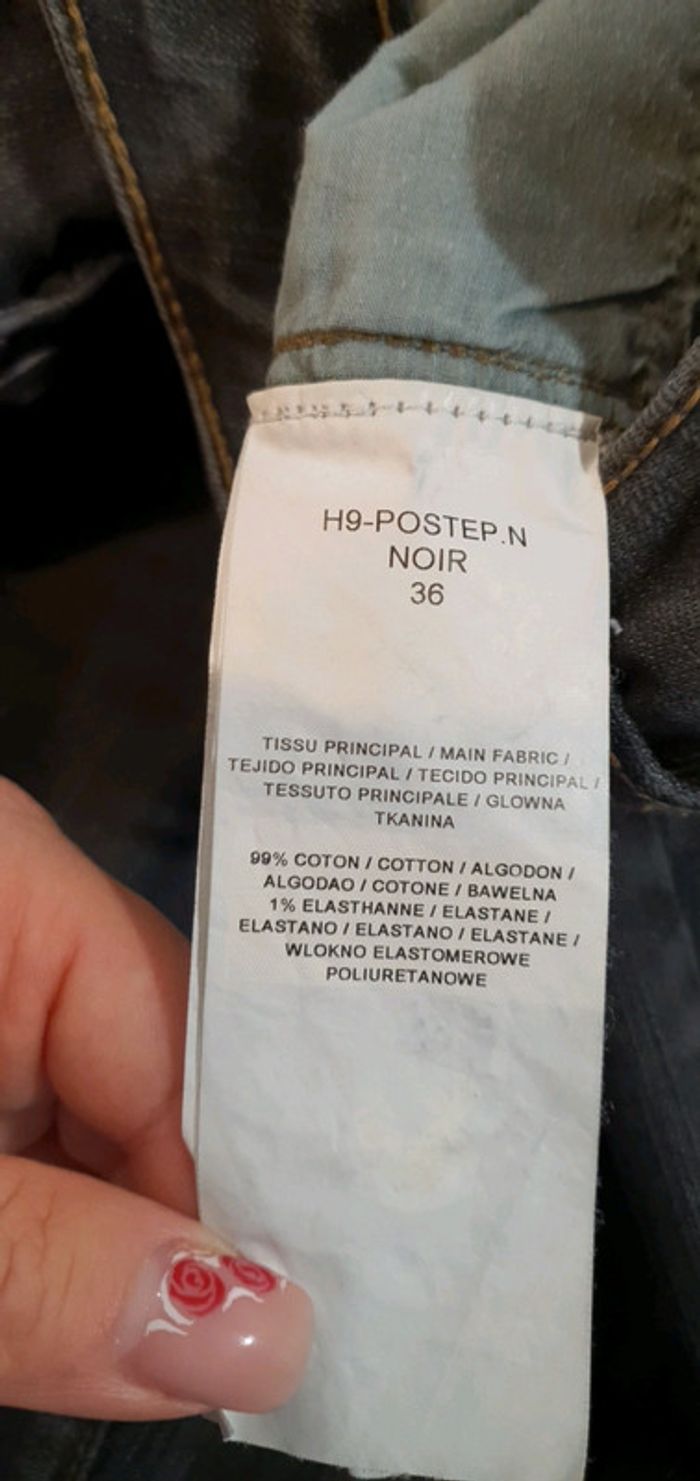 H9-POSTEP.N
NOIR
36
TISSU PRINCIPAL / MAIN FABRIC /
TEJIDO PRINCIPAL / TECIDO PRINCIPAL /
TESSUTO PRINCIPALE / GLOWNA
TKANINA
99% COTON / COTTON / ALGODON /
ALGODAO / COTONE / BAWELNA
1% ELASTHANNE / ELASTANE /
ELASTANO / ELASTANO / ELASTANE /
WLOKNO ELASTOMEROWE
POLIURETANOWE